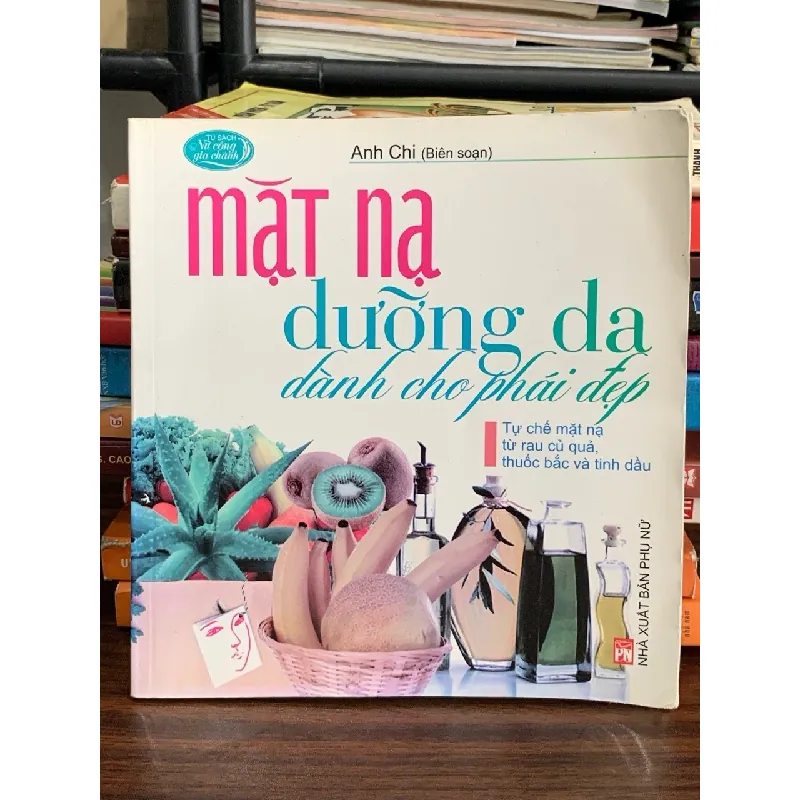 TỦ SÁCH
Nữ công
gia chánh
Anh Chi (Biên soạn)
mặt nạ
dưỡng da
dành cho phái đẹp
Tự chế mặt nạ
từ rau củ quả,
thuốc bắc và tinh dầu
NHÀ XUẤT BẢN PHỤ NỮ
PN
THANH